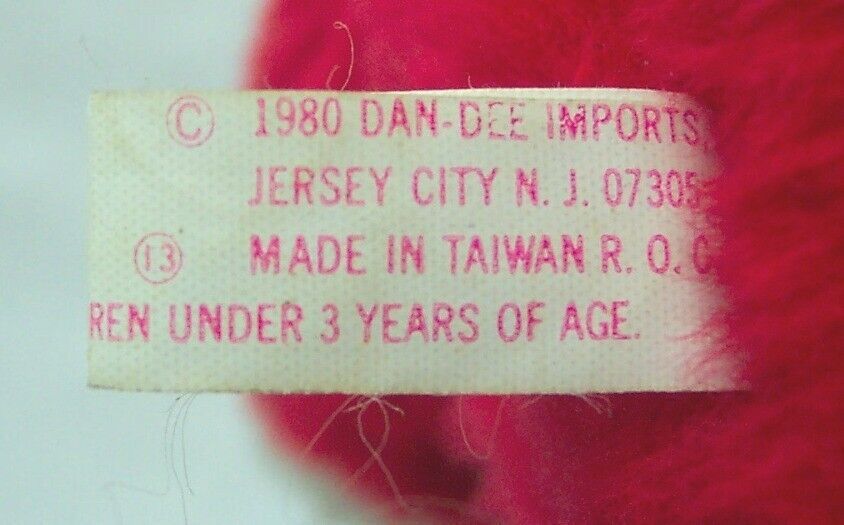 © 1980 DAN-DEE IMPORTS,
JERSEY CITY N. J. 07305
⑬ MADE IN TAIWAN R. O. C
REN UNDER 3 YEARS OF AGE.